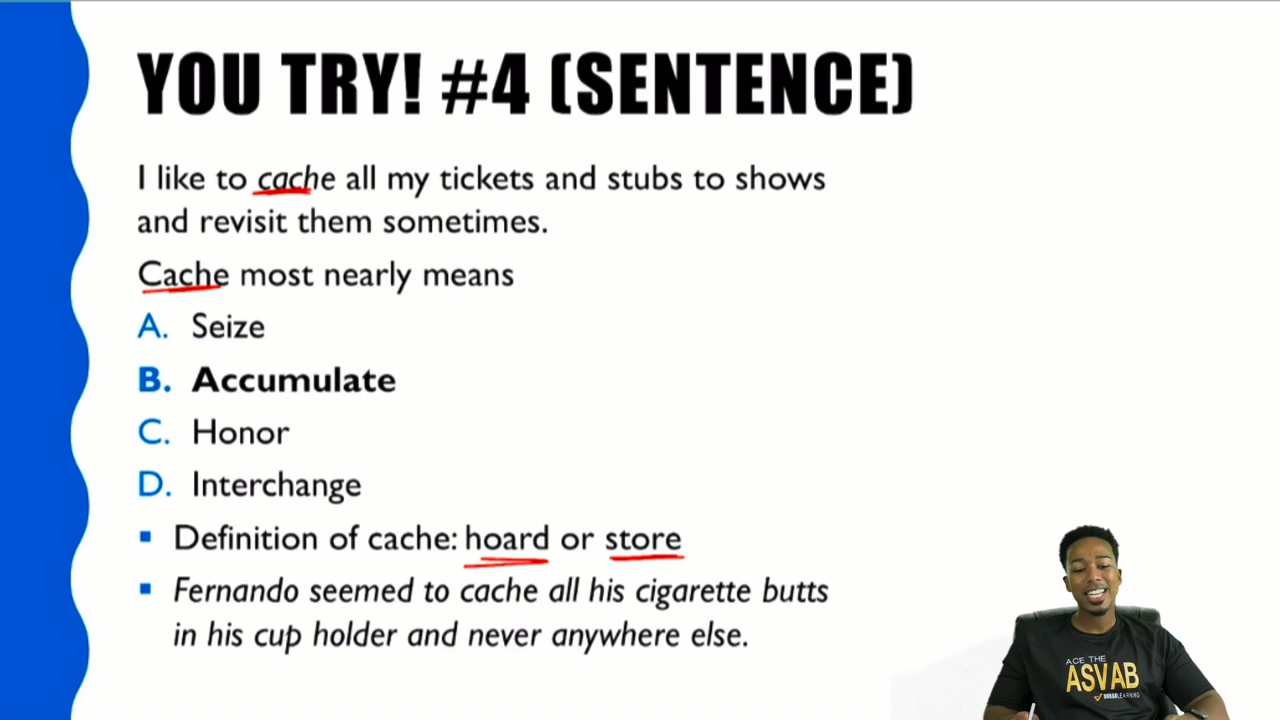 YOU TRY! #4 (SENTENCE)
I like to cache all my tickets and stubs to shows
and revisit them sometimes.
Cache most nearly means
A. Seize
B. Accumulate
C. Honor
D. Interchange
▪ Definition of cache: hoard or store
▪ Fernando seemed to cache all his cigarette butts
in his cup holder and never anywhere else.
ACE THE
ASVAB